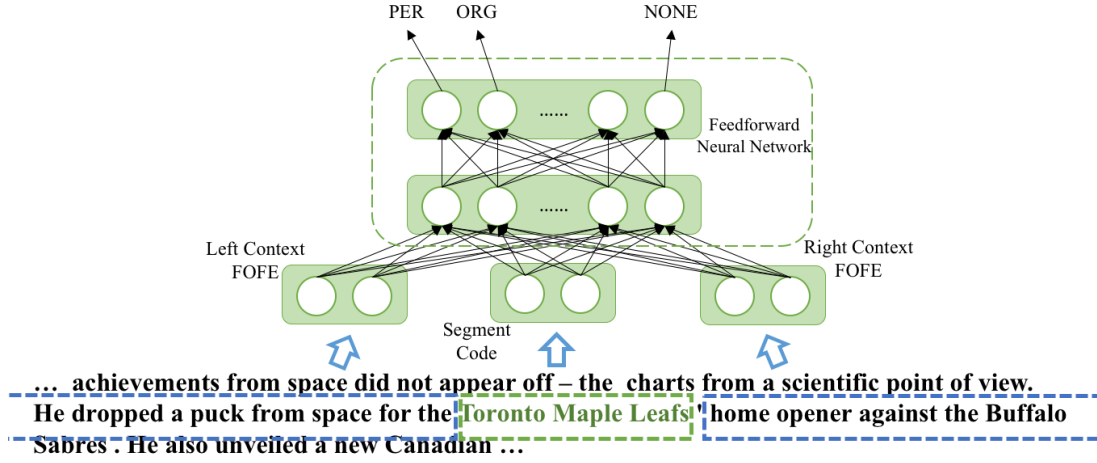 PER ORG NONE
......
Feedforward
Neural Network
......
Left Context
FOFE
Right Context
FOFE
Segment
Code
... achievements from space did not appear off – the charts from a scientific point of view.
He dropped a puck from space for the Toronto Maple Leafs' home opener against the Buffalo
Sabres . He also unveiled a new Canadian ...